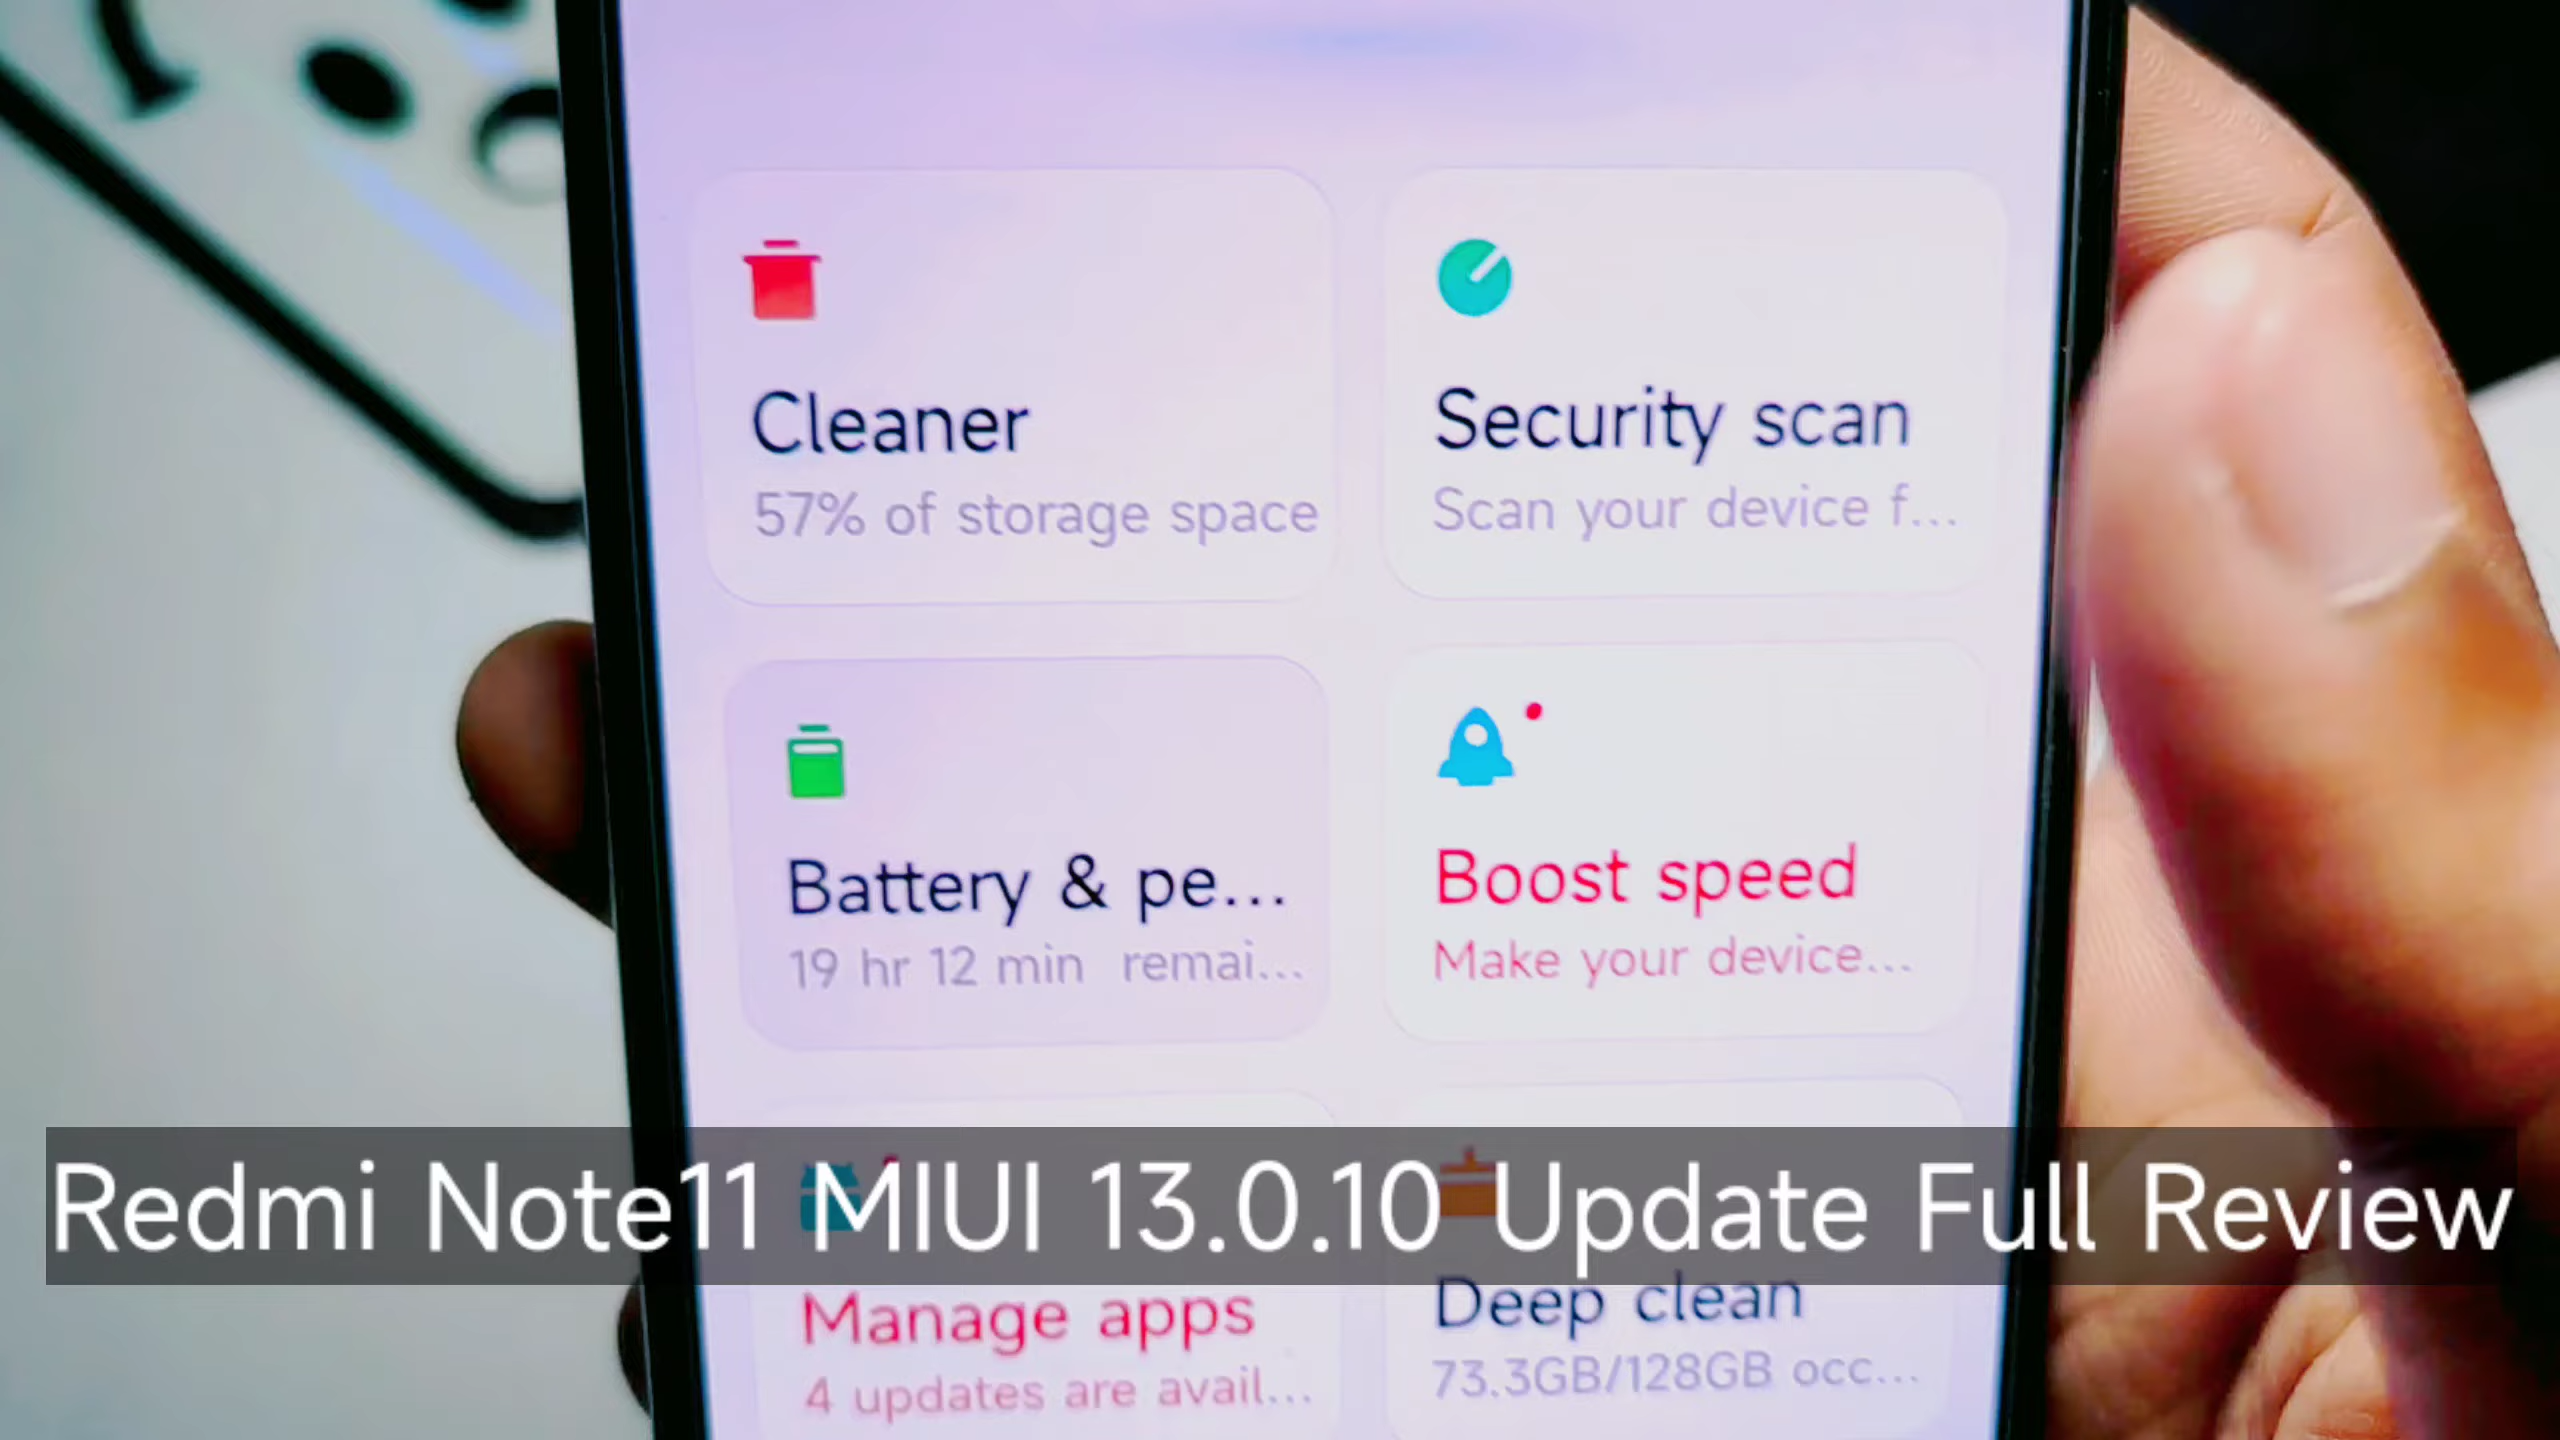 Cleaner
57% of storage space
Security scan
Scan your device f...
Battery & pe...
19 hr 12 min remai...
Boost speed
Make your device...
Redmi Note11 MIUI 13.0.10 Update Full Review
Manage apps
4 updates are avail...
Deep clean
73.3GB/128GB occ...